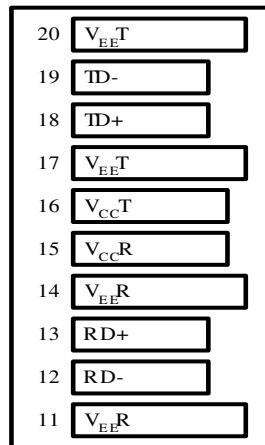 20 VEET
19 TD-
18 TD+
17 VEET
16 VCCT
15 VCCR
14 VEER
13 RD+
12 RD-
11 VEER